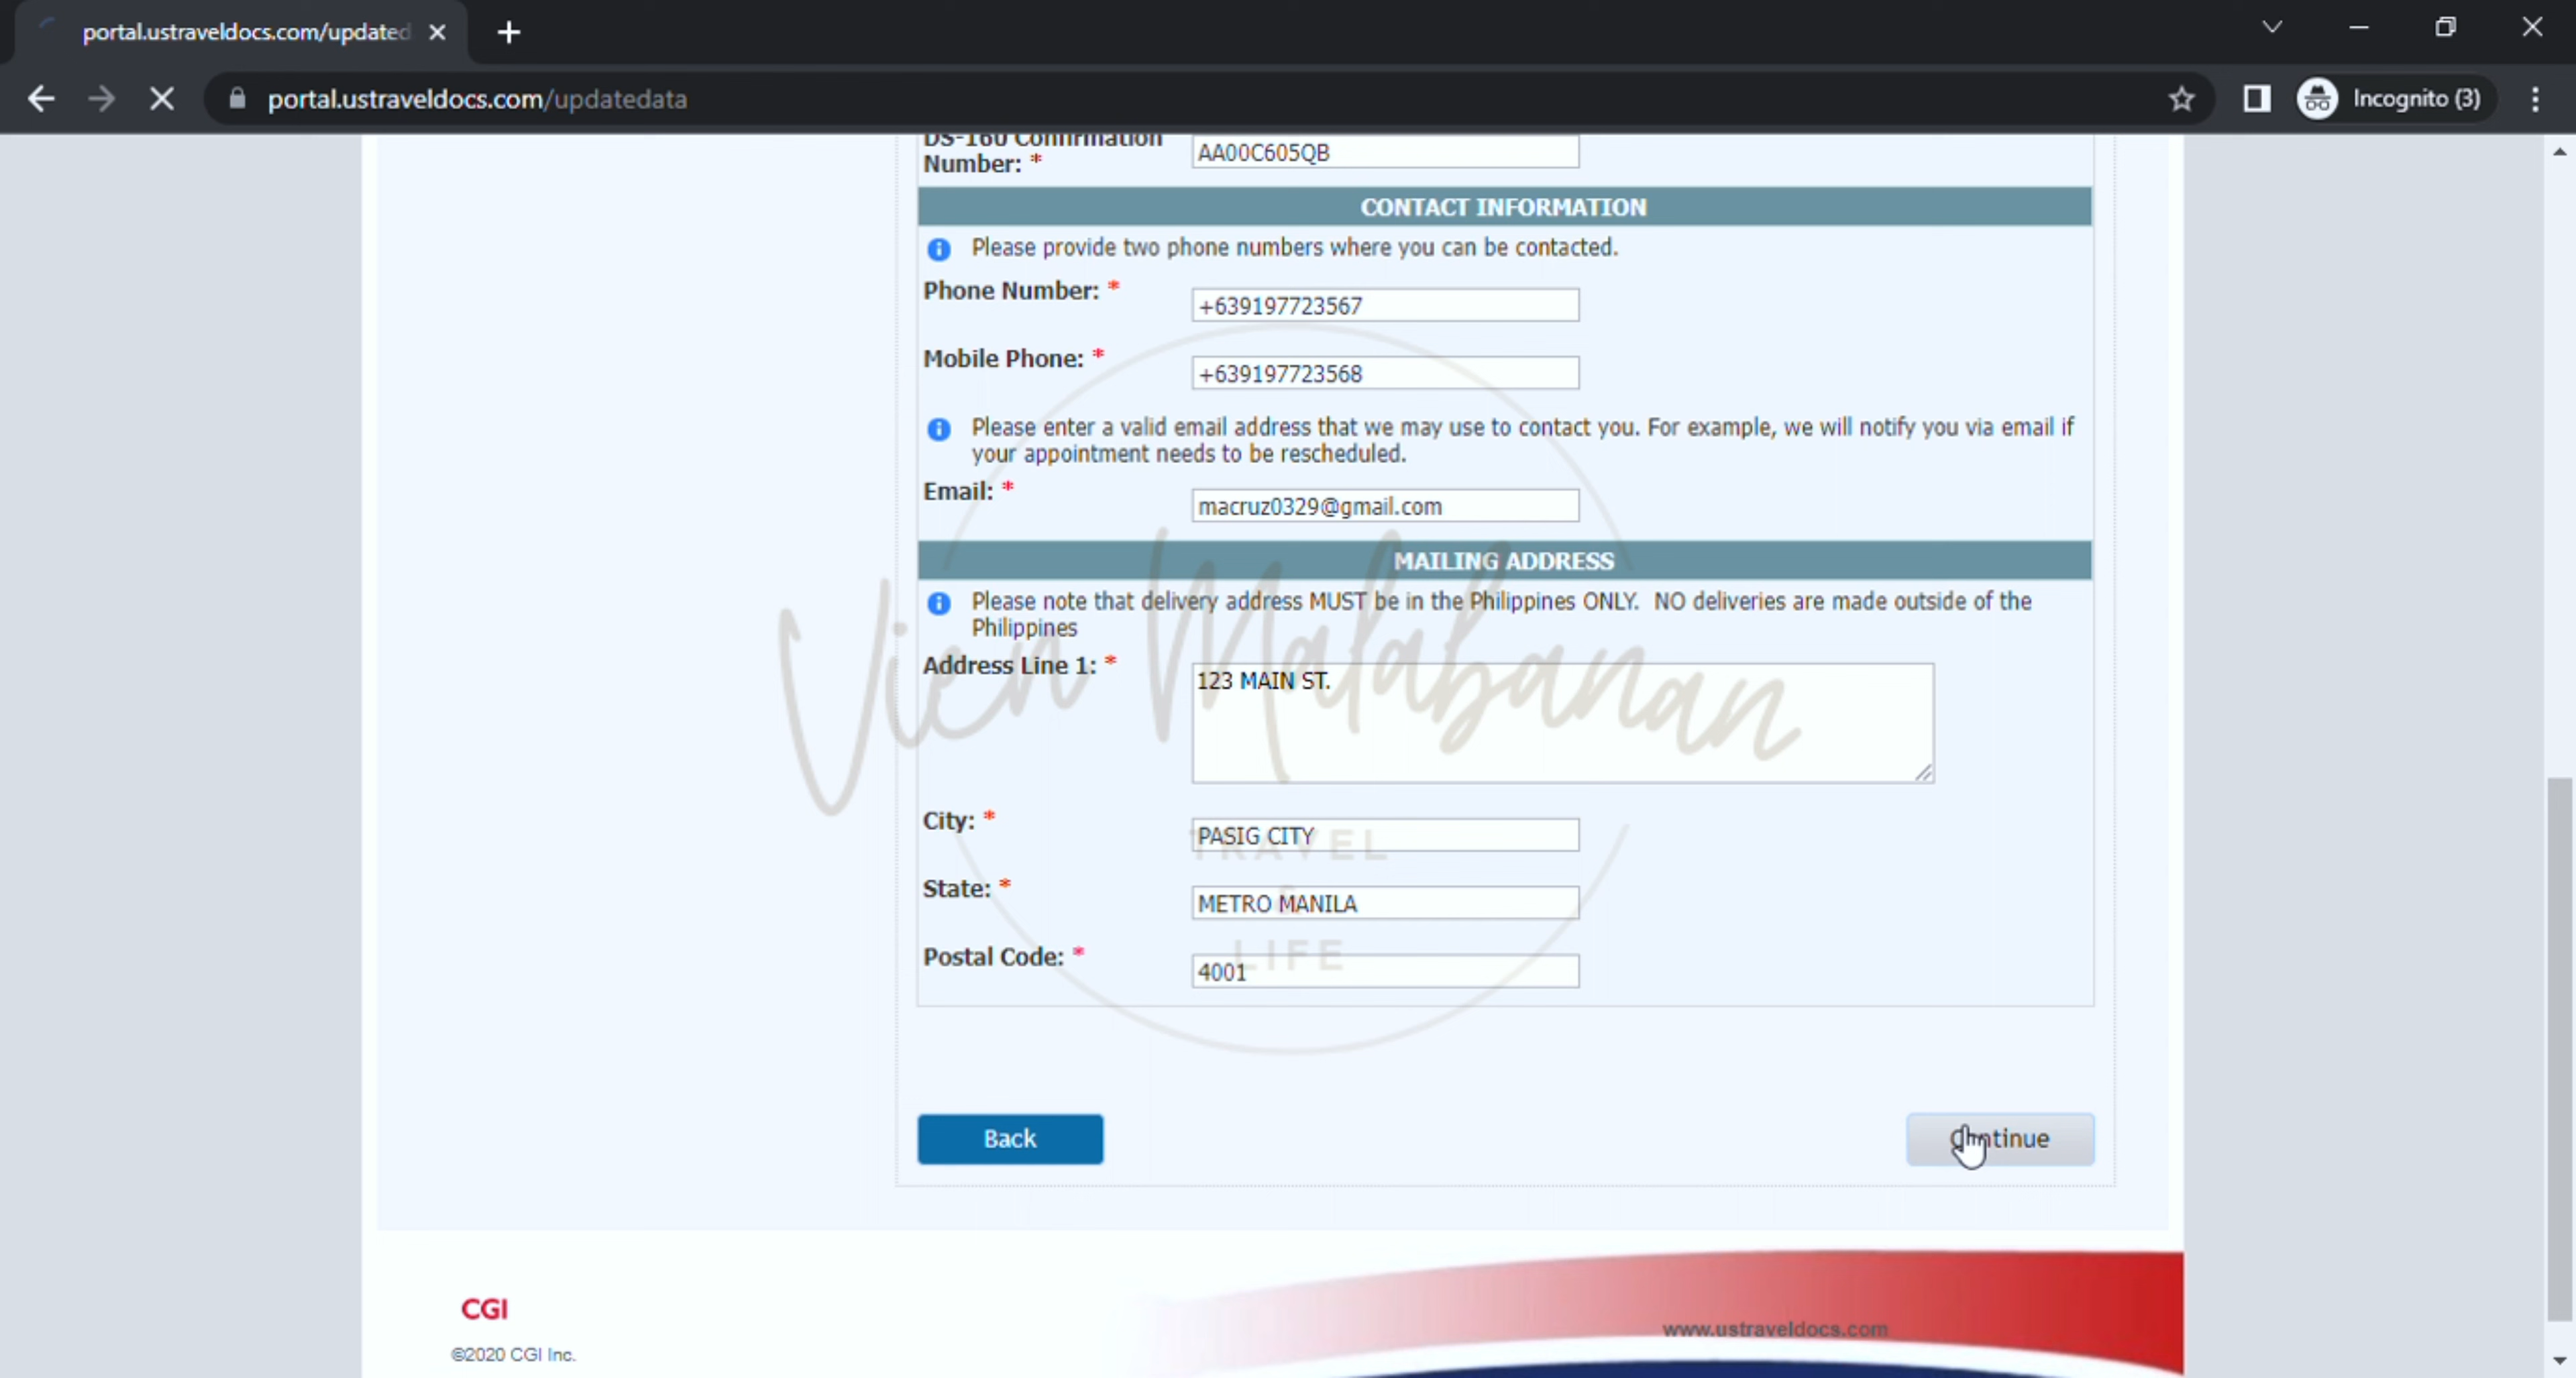 portal.ustraveldocs.com/updated
portal.ustraveldocs.com/updatedata
Incognito (3)
DS-160 Confirmation
Number: *
AA00C605QB
CONTACT INFORMATION
Please provide two phone numbers where you can be contacted.
Phone Number: *
+639197723567
Mobile Phone: *
+639197723568
Please enter a valid email address that we may use to contact you. For example, we will notify you via email if
your appointment needs to be rescheduled.
Email: *
macruz0329@gmail.com
MAILING ADDRESS
Please note that delivery address MUST be in the Philippines ONLY. NO deliveries are made outside of the
Philippines
Address Line 1: *
123 MAIN ST.
Vien Malabanan
City: *
PASIG CITY
TRAVEL
&
State: *
METRO MANILA
LIFE
Postal Code: *
4001
Back
Continue
CGI
www.ustraveldocs.com
©2020 CGI Inc.